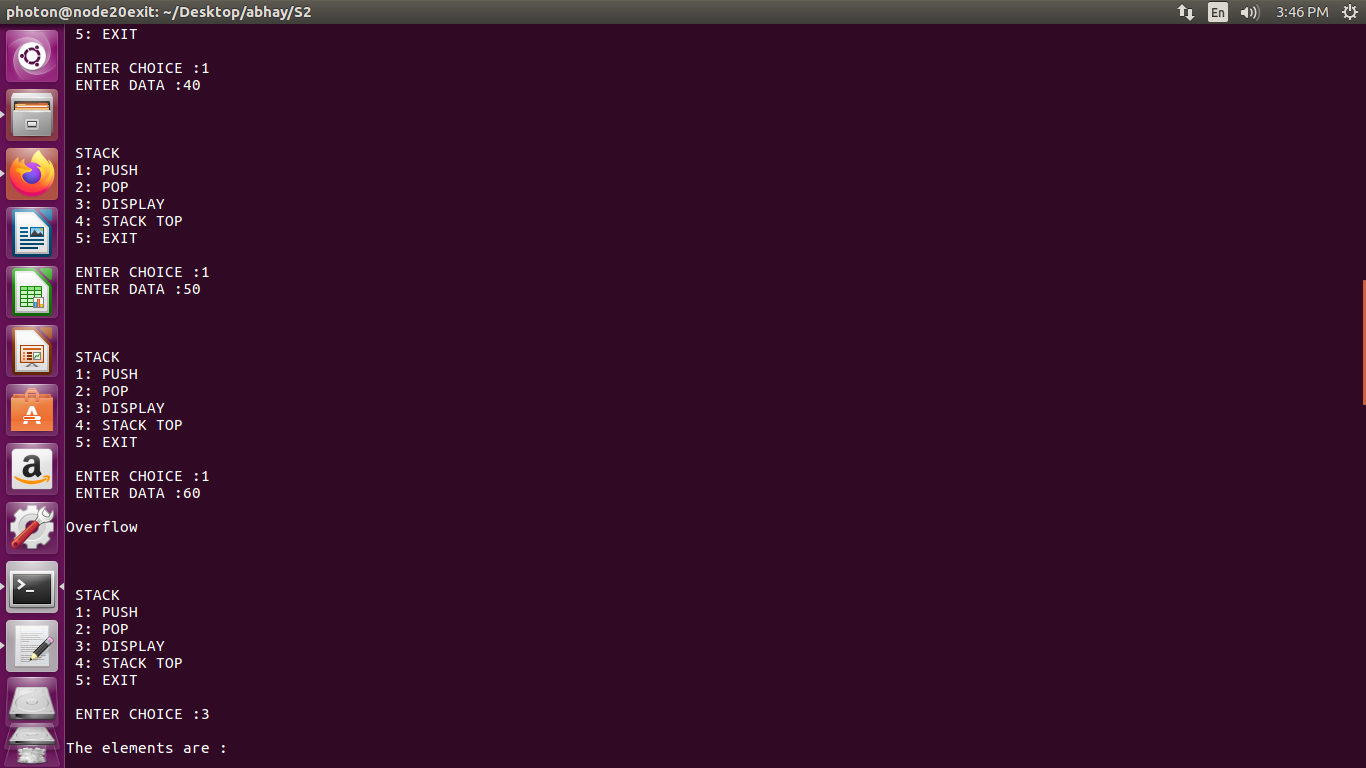 photon@node20exit: ~/Desktop/abhay/S2
En
3:46 PM
5: EXIT
ENTER CHOICE :1
ENTER DATA :40
STACK
1: PUSH
2: POP
3: DISPLAY
4: STACK TOP
5: EXIT
ENTER CHOICE :1
ENTER DATA :50
STACK
1: PUSH
2: POP
3: DISPLAY
4: STACK TOP
5: EXIT
ENTER CHOICE :1
ENTER DATA :60
Overflow
STACK
1: PUSH
2: POP
3: DISPLAY
4: STACK TOP
5: EXIT
ENTER CHOICE :3
The elements are :